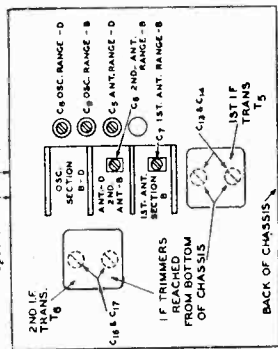 C8 OSC. RANGE - D
C9 OSC. RANGE - B
C5 ANT. RANGE - D
C6 2ND. ANT. RANGE - B
C7 1ST. ANT. RANGE - B
OSC. SECTION B - D
ANT. - D
2ND. ANT - B
1ST. ANT. SECTION B
C13 & C14
1ST IF TRANS
T5
2ND I.F. TRANS.
T6
C16 & C17
IF TRIMMERS REACHED FROM BOTTOM OF CHASSIS
BACK OF CHASSIS